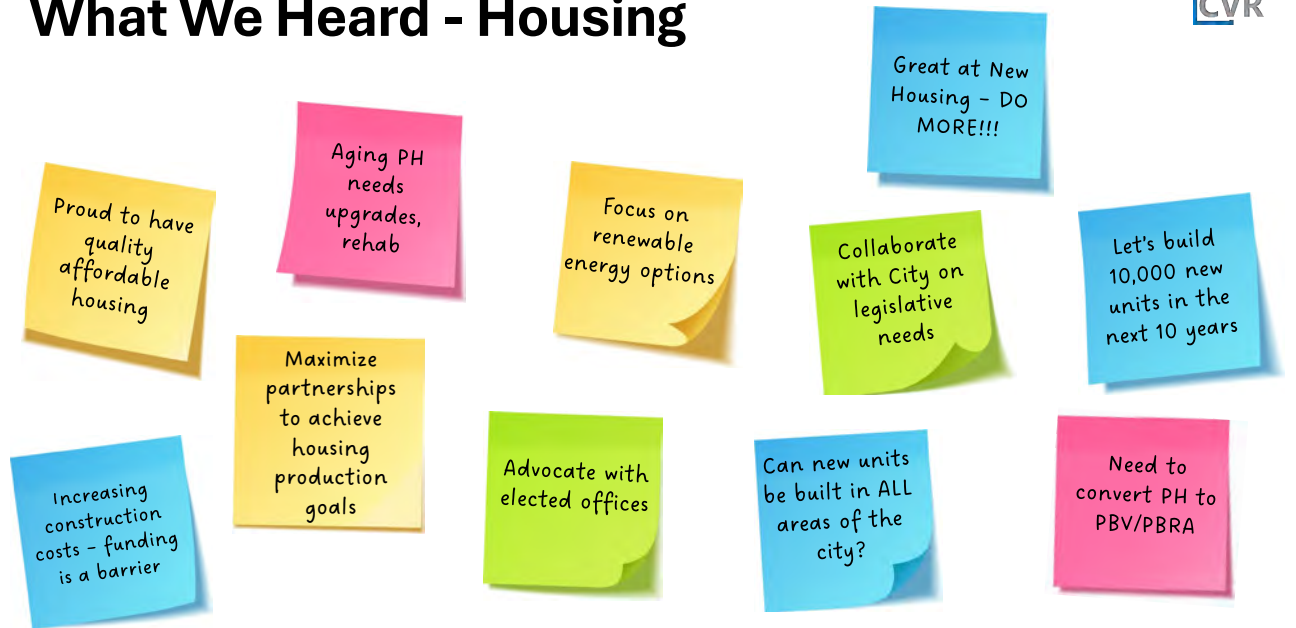 What We Heard - Housing
CVR
Great at New
Housing - DO
MORE!!!
Aging PH
needs
upgrades,
rehab
Proud to have
quality
affordable
housing
Focus on
renewable
energy options
Collaborate
with City on
legislative
needs
Let's build
10,000 new
units in the
next 10 years
Maximize
partnerships
to achieve
housing
production
goals
Increasing
construction
costs - funding
is a barrier
Advocate with
elected offices
Can new units
be built in ALL
areas of the
city?
Need to
convert PH to
PBV/PBRA